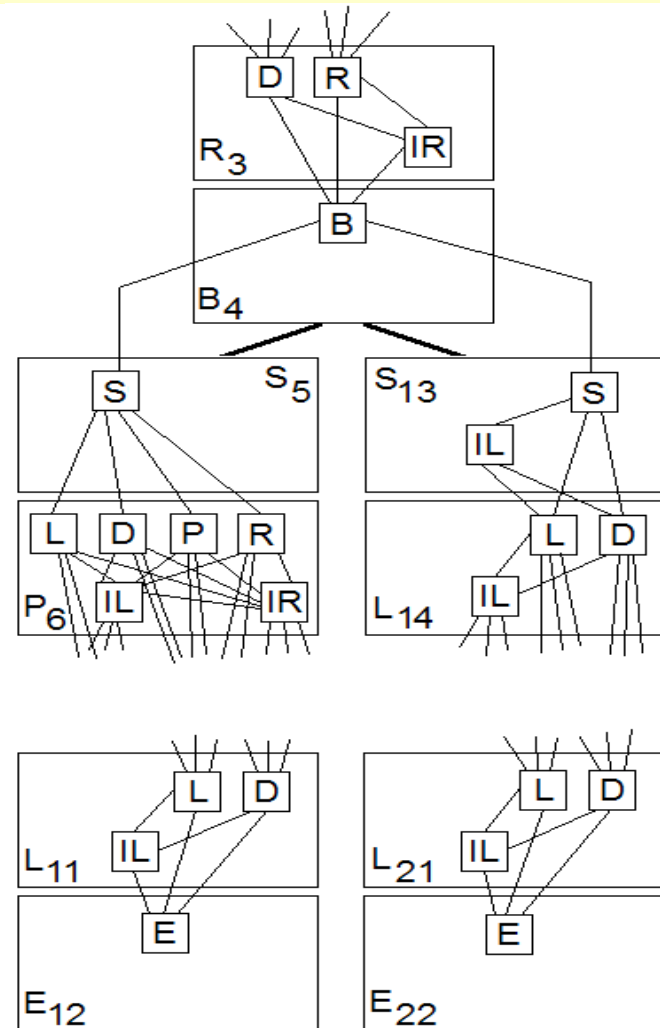 D R
IR
R3
B
B4
S S5
S13 S
IL
L D P R
IL IR
P6
L D
IL
L14
L D
IL
L11
L D
IL
L21
E
E12
E
E22